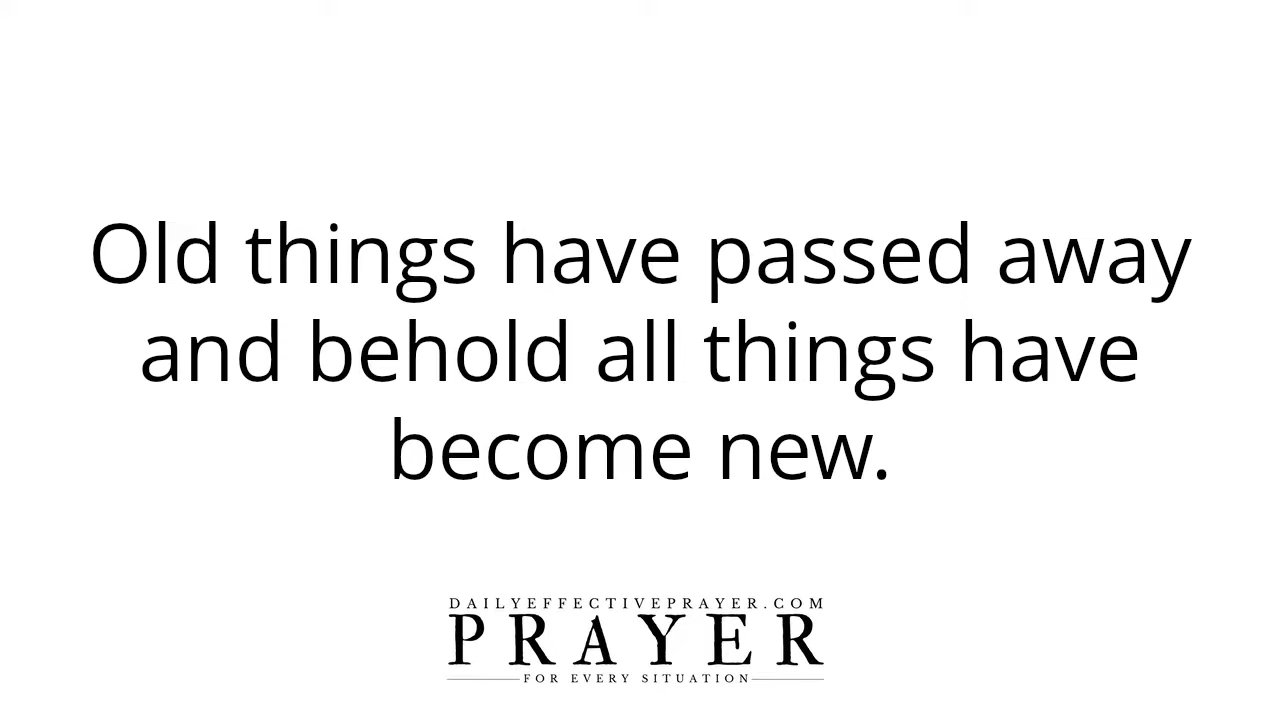 Old things have passed away
and behold all things have
become new.
DAILYEFFECTIVEPRAYER.COM
PRAYER
FOR EVERY SITUATION